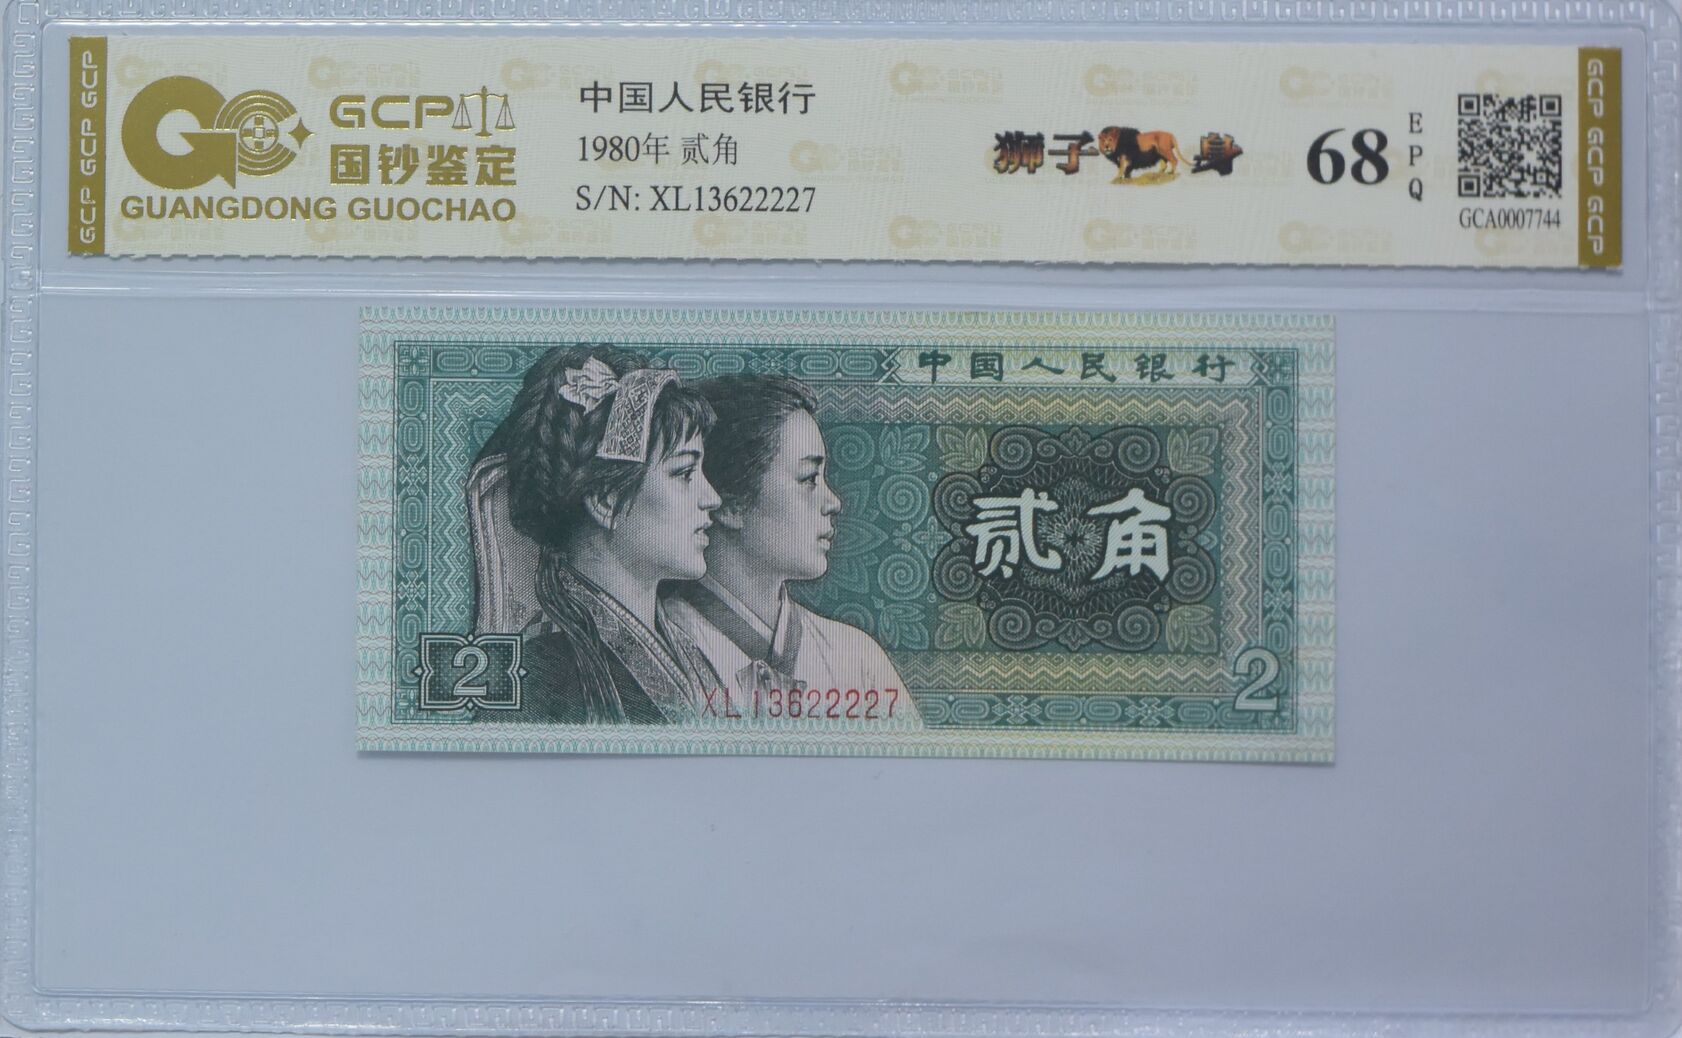 GCP GCP GCP
GCP
国钞鉴定
GUANGDONG GUOCHAO
中国人民银行
1980年 贰角
S/N: XL13622227
狮子身
68
EPQ
GCA0007744
GCP GCP GCP
中国人民银行
贰角
2
2
XL13622227